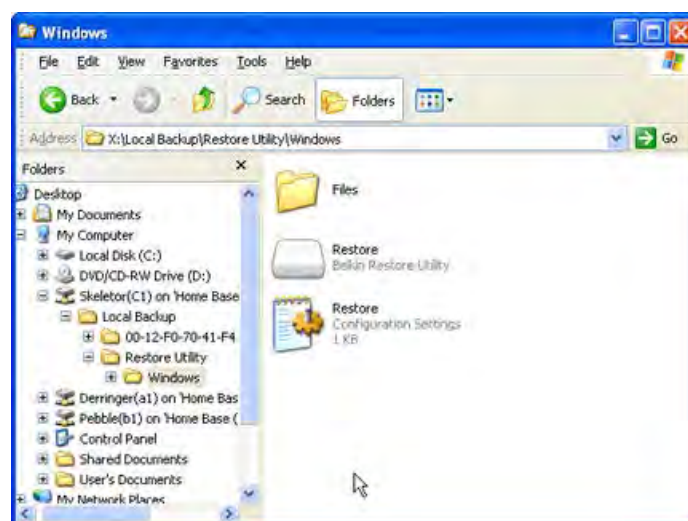 Windows
File Edit View Favorites Tools Help
Back Search Folders
Address X:\Local Backup\Restore Utility\Windows Go
Folders
Desktop
My Documents
My Computer
Local Disk (C:)
DVD/CD-RW Drive (D:)
Skeletor(C1) on 'Home Base
Local Backup
00-12-F0-70-41-F4
Restore Utility
Windows
Derringer(a1) on 'Home Bas
Pebble(b1) on 'Home Base (
Control Panel
Shared Documents
User's Documents
My Network Places
Files
Restore
Belkin Restore Utility
Restore
Configuration Settings
1 KB